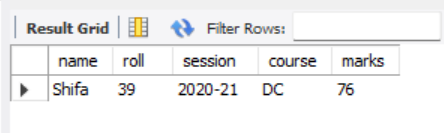 Result Grid Filter Rows:
name roll session course marks
Shifa 39 2020-21 DC 76